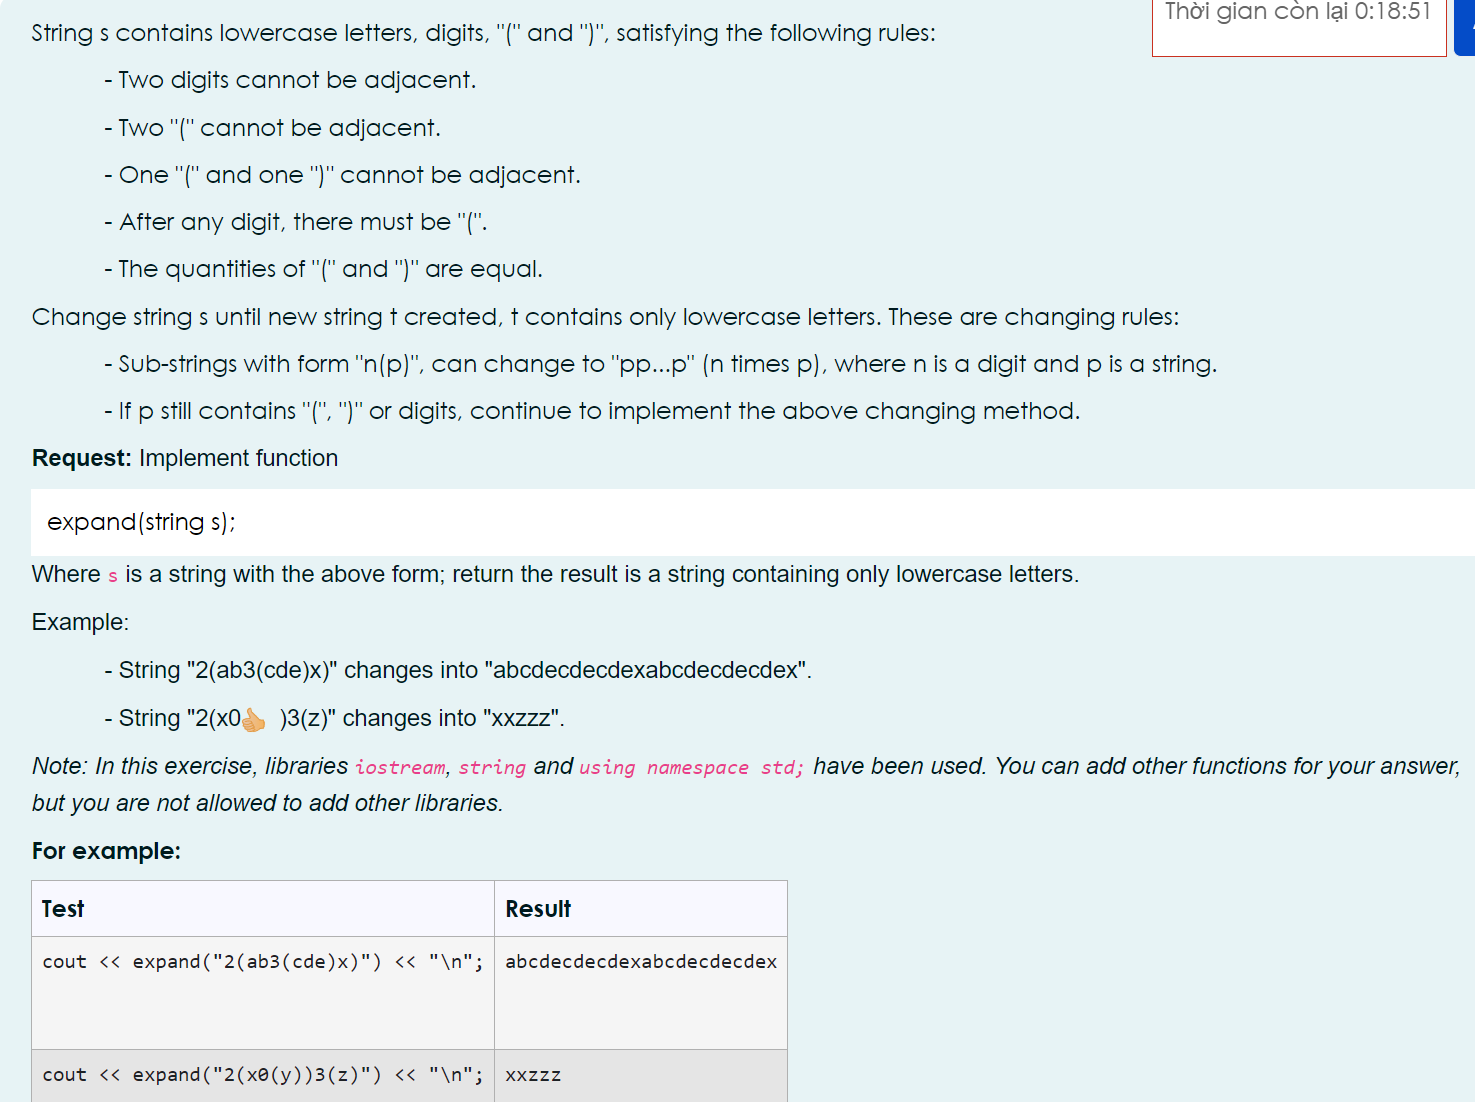 Thời gian còn lại 0:18:51
String s contains lowercase letters, digits, "(" and ")", satisfying the following rules:
- Two digits cannot be adjacent.
- Two "(" cannot be adjacent.
- One "(" and one ")" cannot be adjacent.
- After any digit, there must be "(".
- The quantities of "(" and ")" are equal.
Change string s until new string t created, t contains only lowercase letters. These are changing rules:
- Sub-strings with form "n(p)", can change to "pp...p" (n times p), where n is a digit and p is a string.
- If p still contains "(", ")" or digits, continue to implement the above changing method.
Request: Implement function
expand(string s);
Where s is a string with the above form; return the result is a string containing only lowercase letters.
Example:
- String "2(ab3(cde)x)" changes into "abcdecdecdexabcdecdecdex".
- String "2(x0👍 )3(z)" changes into "xxzzz".
Note: In this exercise, libraries iostream, string and using namespace std; have been used. You can add other functions for your answer,
but you are not allowed to add other libraries.
For example:
Test Result
cout << expand("2(ab3(cde)x)") << "\n"; abcdecdecdexabcdecdecdex
cout << expand("2(x0(y))3(z)") << "\n"; xxzzz